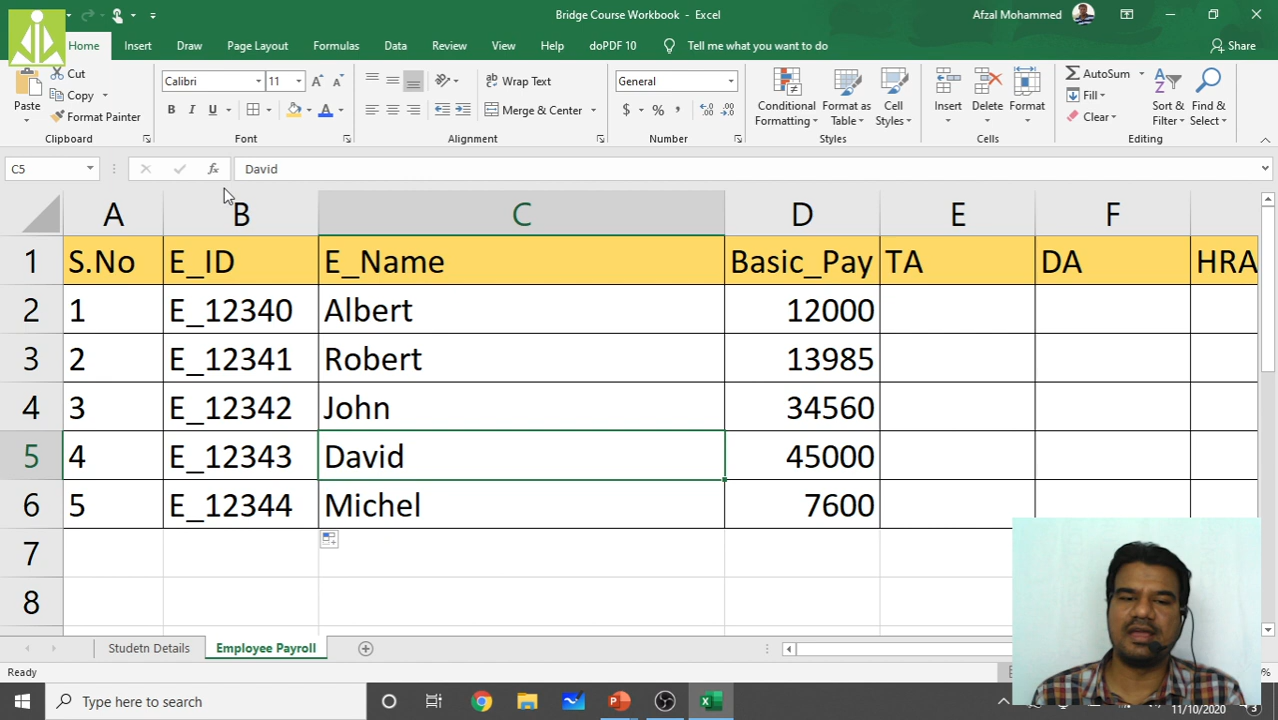 Bridge Course Workbook - Excel
Afzal Mohammed
Home Insert Draw Page Layout Formulas Data Review View Help doPDF 10 Tell me what you want to do Share
Paste
Cut
Copy
Format Painter
Clipboard
Calibri 11
B I U
Font
Wrap Text
Merge & Center
Alignment
General
$ % ,
Number
Conditional Formatting
Format as Table
Cell Styles
Styles
Insert Delete Format
Cells
AutoSum
Fill
Clear
Sort & Filter
Find & Select
Editing
C5 fx David
A B C D E F
1 S.No E_ID E_Name Basic_Pay TA DA HRA
2 1 E_12340 Albert 12000
3 2 E_12341 Robert 13985
4 3 E_12342 John 34560
5 4 E_12343 David 45000
6 5 E_12344 Michel 7600
7
8
Studetn Details Employee Payroll
Ready
Type here to search
11/10/2020